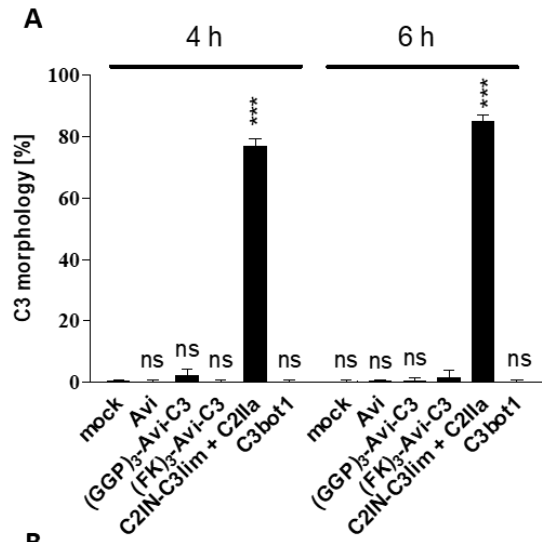 A
4 h
6 h
C3 morphology [%]
100
80
60
40
20
0
ns
ns
ns
***
ns
ns
ns
ns
***
ns
mock
Avi
(GGP)3-Avi-C3
(FK)3-Avi-C3
C2IN-C3lim + C2IIa
C3bot1
mock
Avi
(GGP)3-Avi-C3
(FK)3-Avi-C3
C2IN-C3lim + C2IIa
C3bot1
B